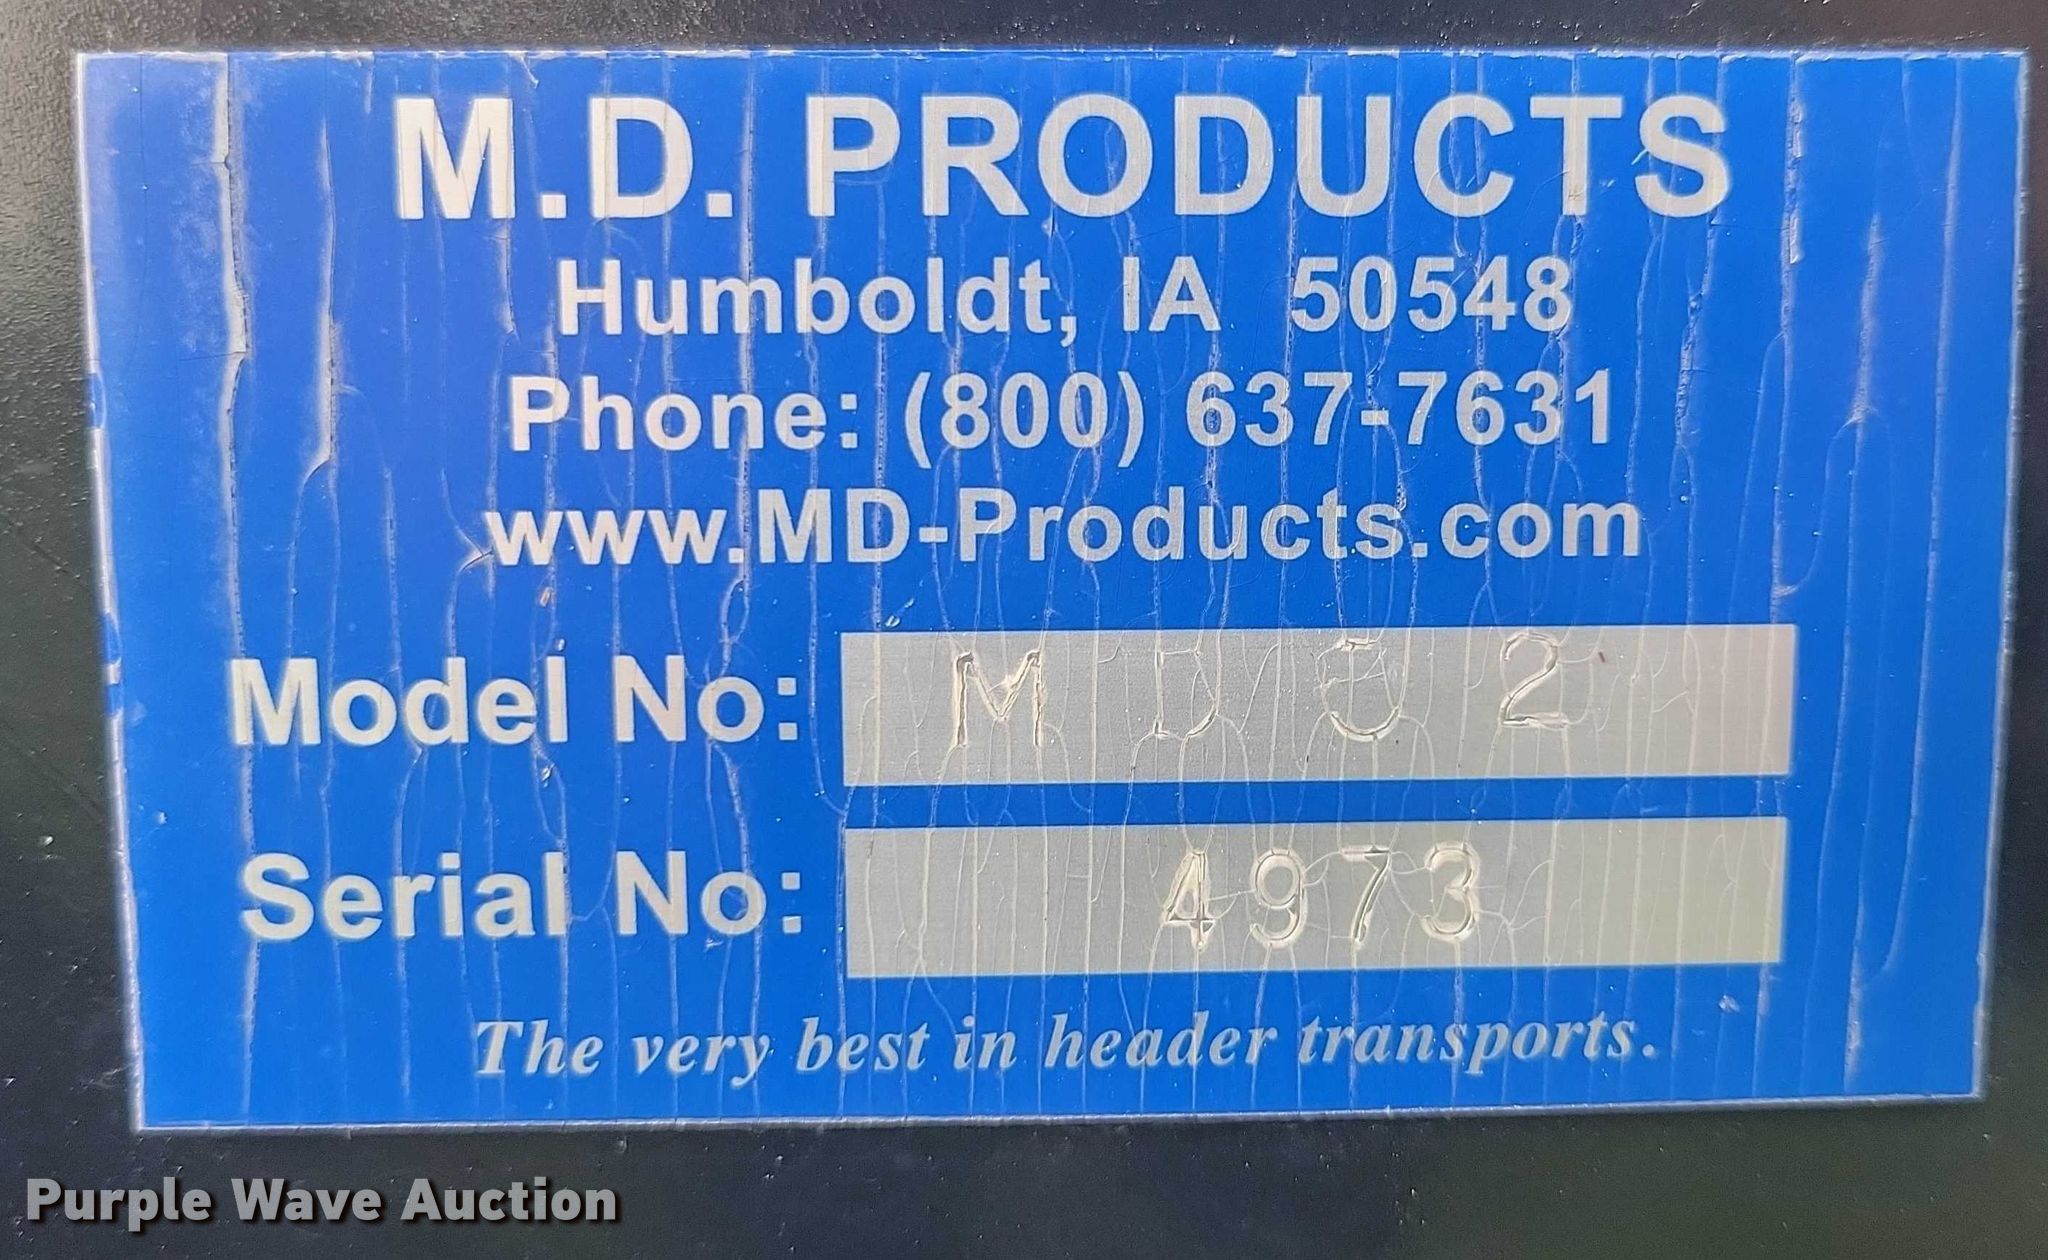 M.D. PRODUCTS
Humboldt, IA 50548
Phone: (800) 637-7631
www.MD-Products.com
Model No: M D 2
Serial No: 4973
The very best in header transports.
Purple Wave Auction